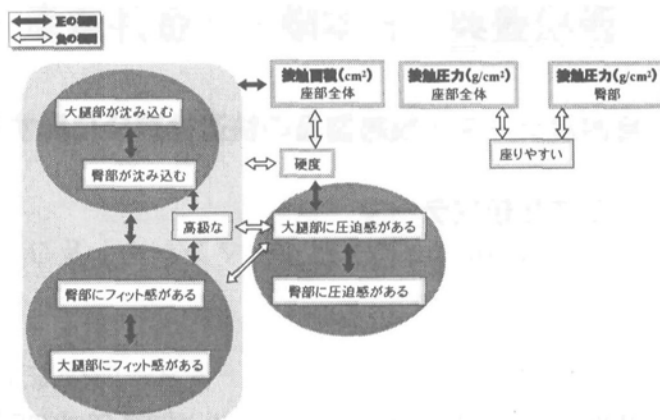 正の相関
負の相関
接触面積(cm²)
座部全体
接触圧力(g/cm²)
座部全体
接触圧力(g/cm²)
臀部
大腿部が沈み込む
臀部が沈み込む
硬度
座りやすい
高級な
大腿部に圧迫感がある
臀部にフィット感がある
臀部に圧迫感がある
大腿部にフィット感がある